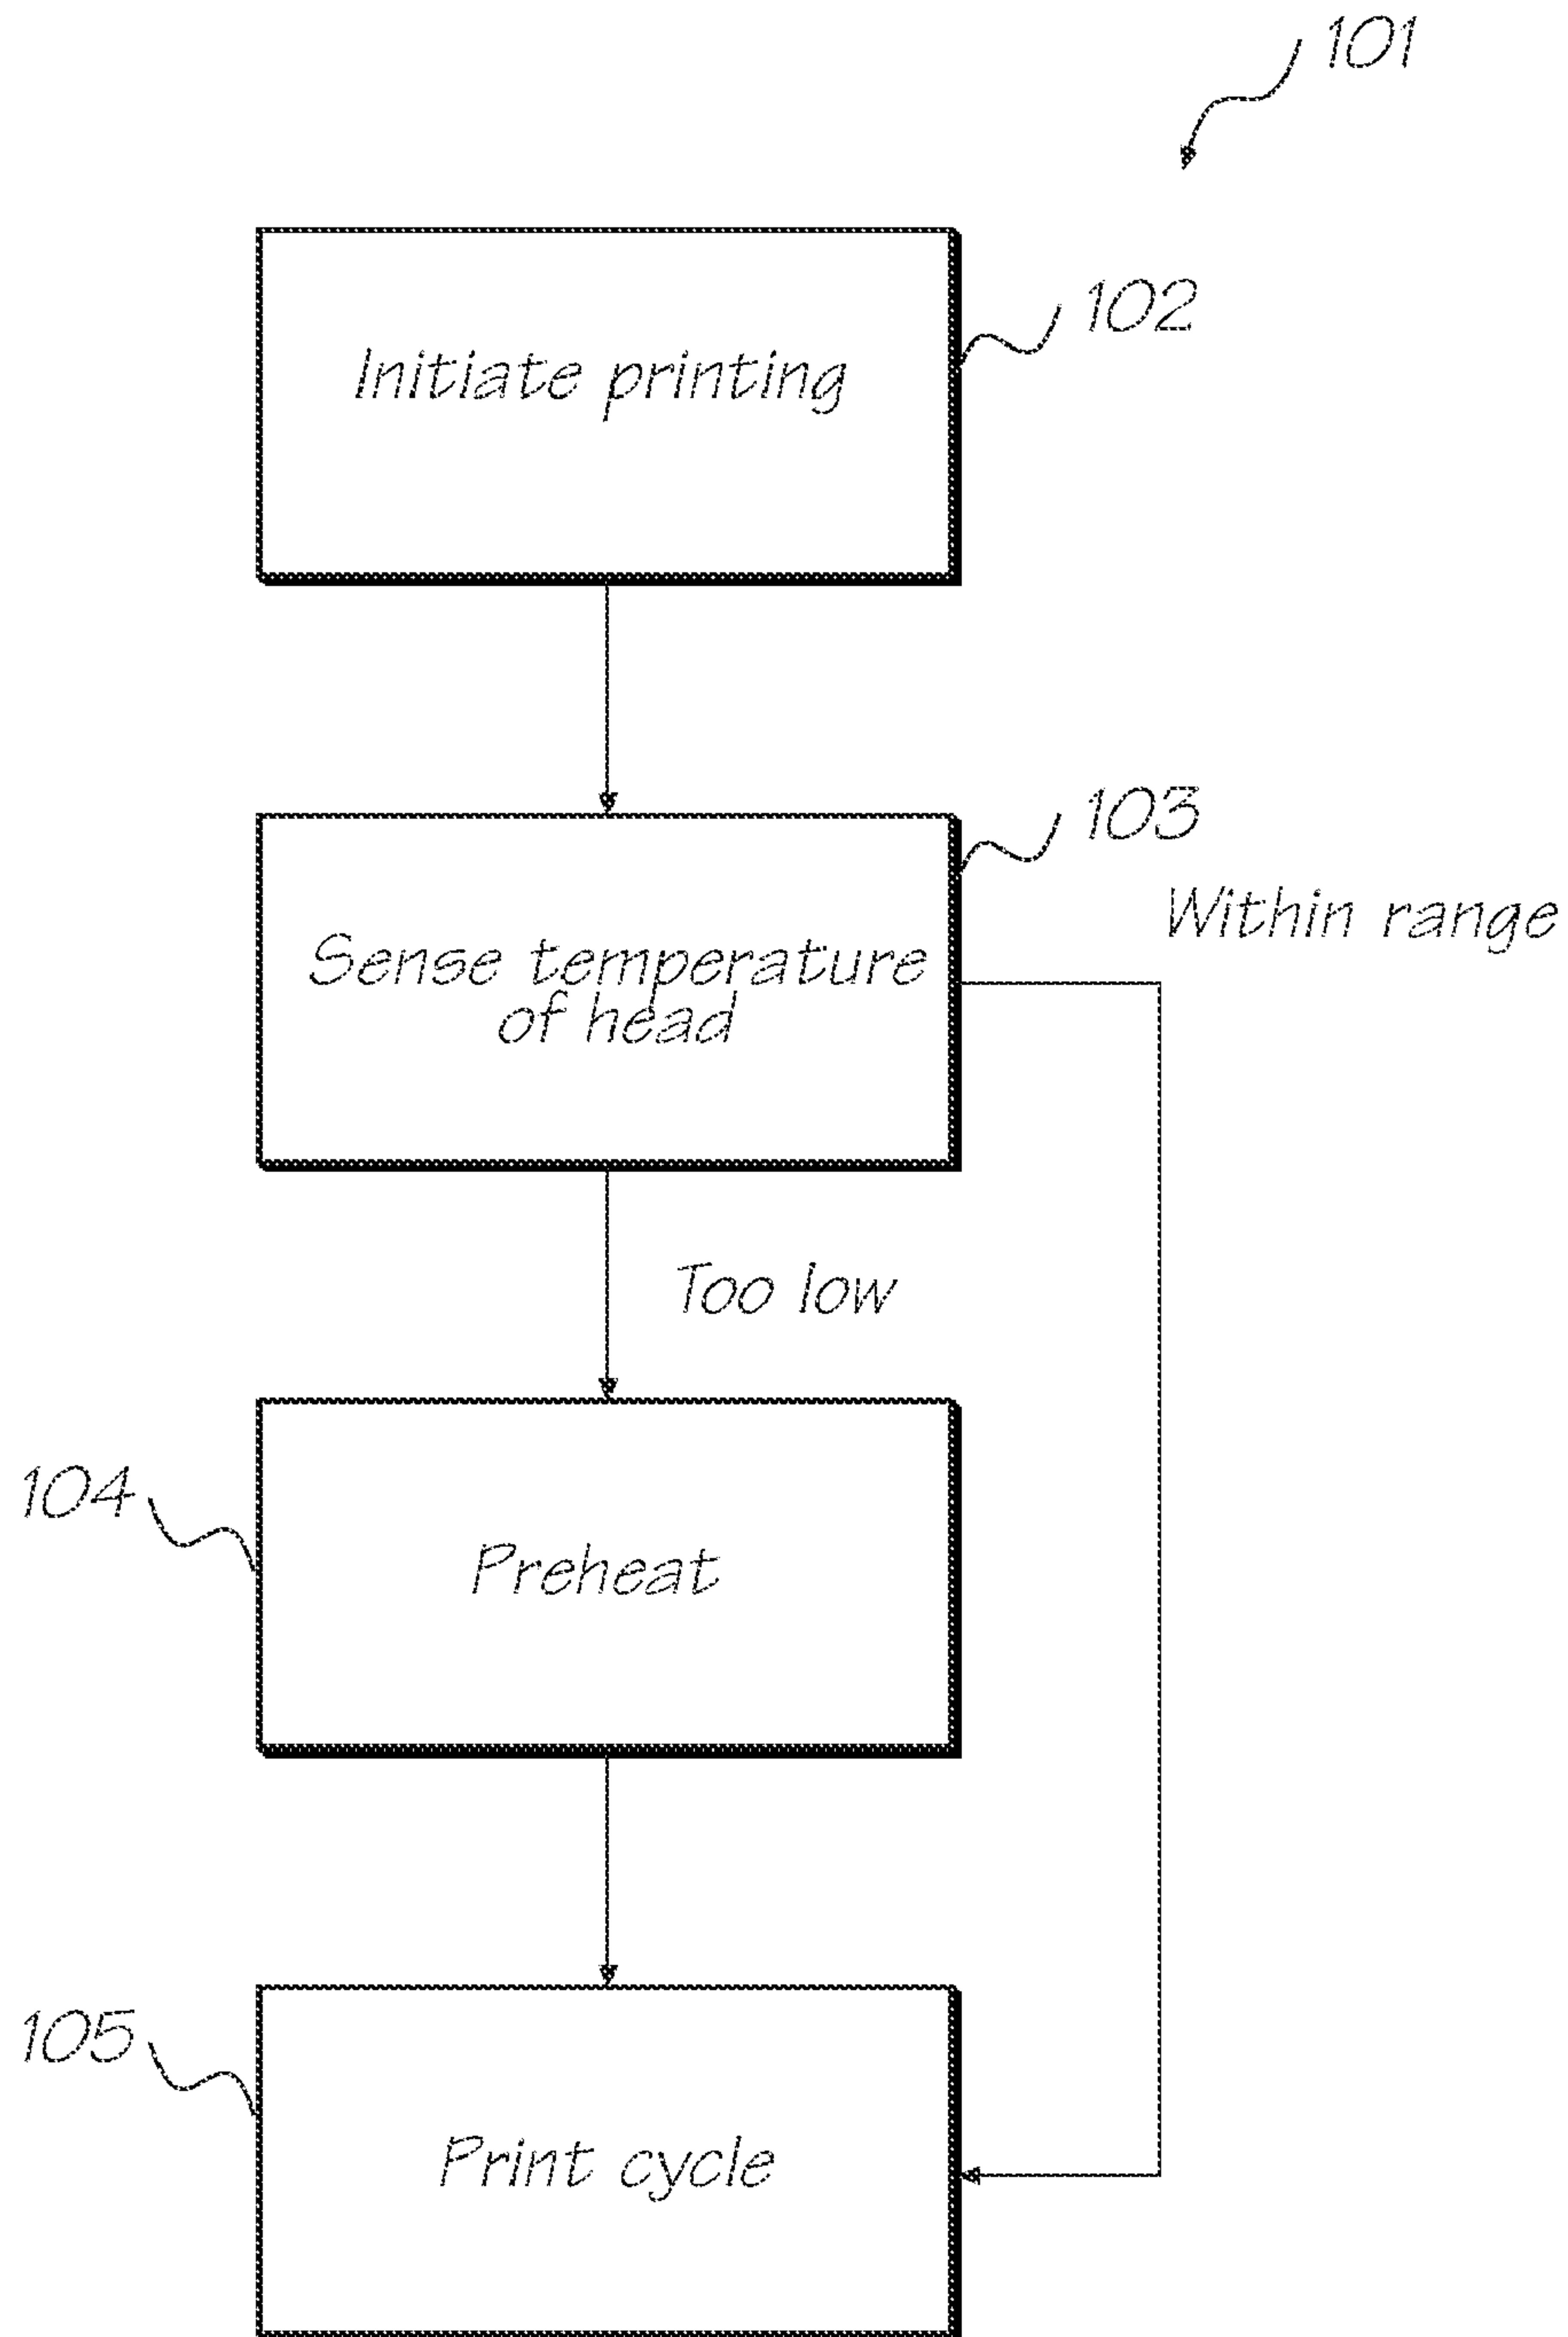 101
Initiate printing
102
103
Within range
Sense temperature
of head
Too low
104
Preheat
105
Print cycle